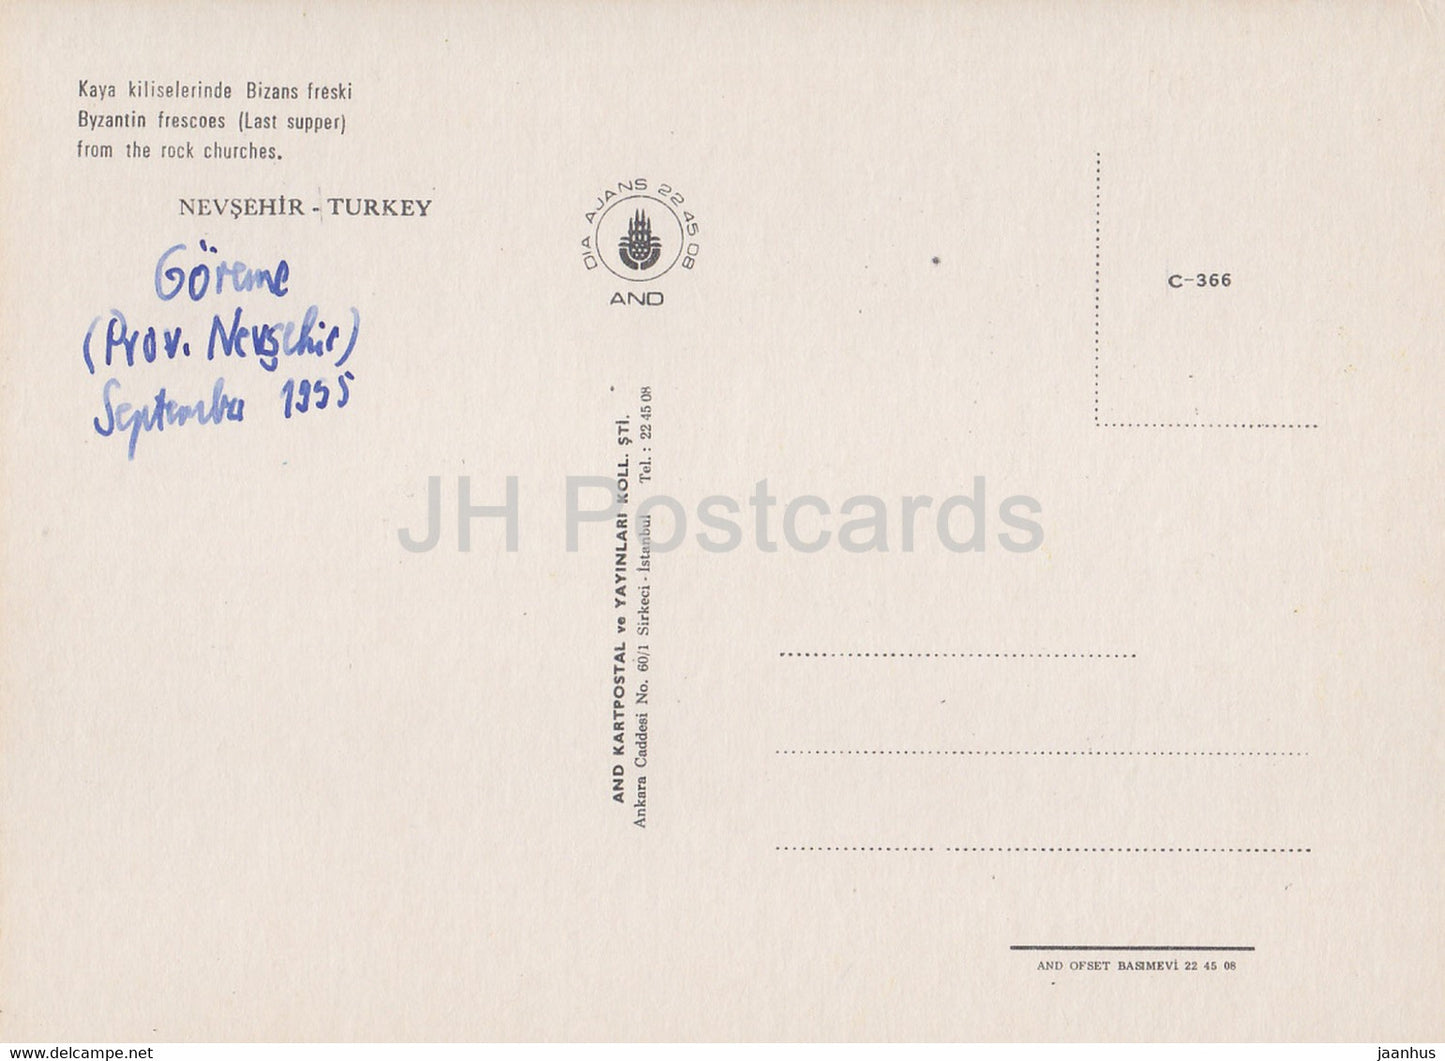 Kaya kiliselerinde Bizans freski
Byzantin frescoes (Last supper)
from the rock churches.
NEVŞEHİR - TURKEY
Göreme
(Prov. Nevşehir)
September 1995
DIA AJANS 22 45 08
AND
C-366
AND KARTPOSTAL ve YAYINLARI KOLL. ŞTİ.
Ankara Caddesi No. 60/1 Sirkeci - İstanbul Tel. : 22 45 08
JH Postcards
AND OFSET BASIMEVİ 22 45 08
www.delcampe.net
jaanhus